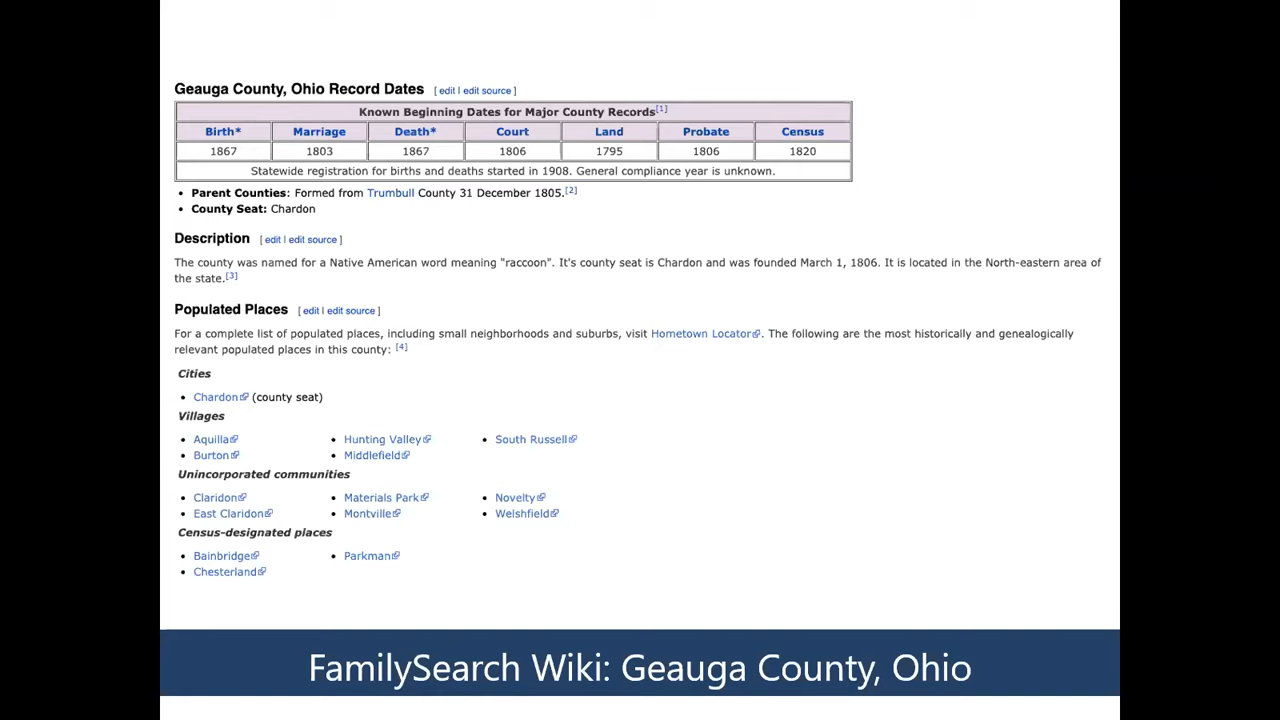 Geauga County, Ohio Record Dates [ edit | edit source ]
Known Beginning Dates for Major County Records[1]
Birth* Marriage Death* Court Land Probate Census
1867 1803 1867 1806 1795 1806 1820
Statewide registration for births and deaths started in 1908. General compliance year is unknown.
• Parent Counties: Formed from Trumbull County 31 December 1805.[2]
• County Seat: Chardon
Description [ edit | edit source ]
The county was named for a Native American word meaning "raccoon". It's county seat is Chardon and was founded March 1, 1806. It is located in the North-eastern area of
the state.[3]
Populated Places [ edit | edit source ]
For a complete list of populated places, including small neighborhoods and suburbs, visit Hometown Locator. The following are the most historically and genealogically
relevant populated places in this county: [4]
Cities
• Chardon (county seat)
Villages
• Aquilla • Hunting Valley • South Russell
• Burton • Middlefield
Unincorporated communities
• Claridon • Materials Park • Novelty
• East Claridon • Montville • Welshfield
Census-designated places
• Bainbridge • Parkman
• Chesterland
FamilySearch Wiki: Geauga County, Ohio